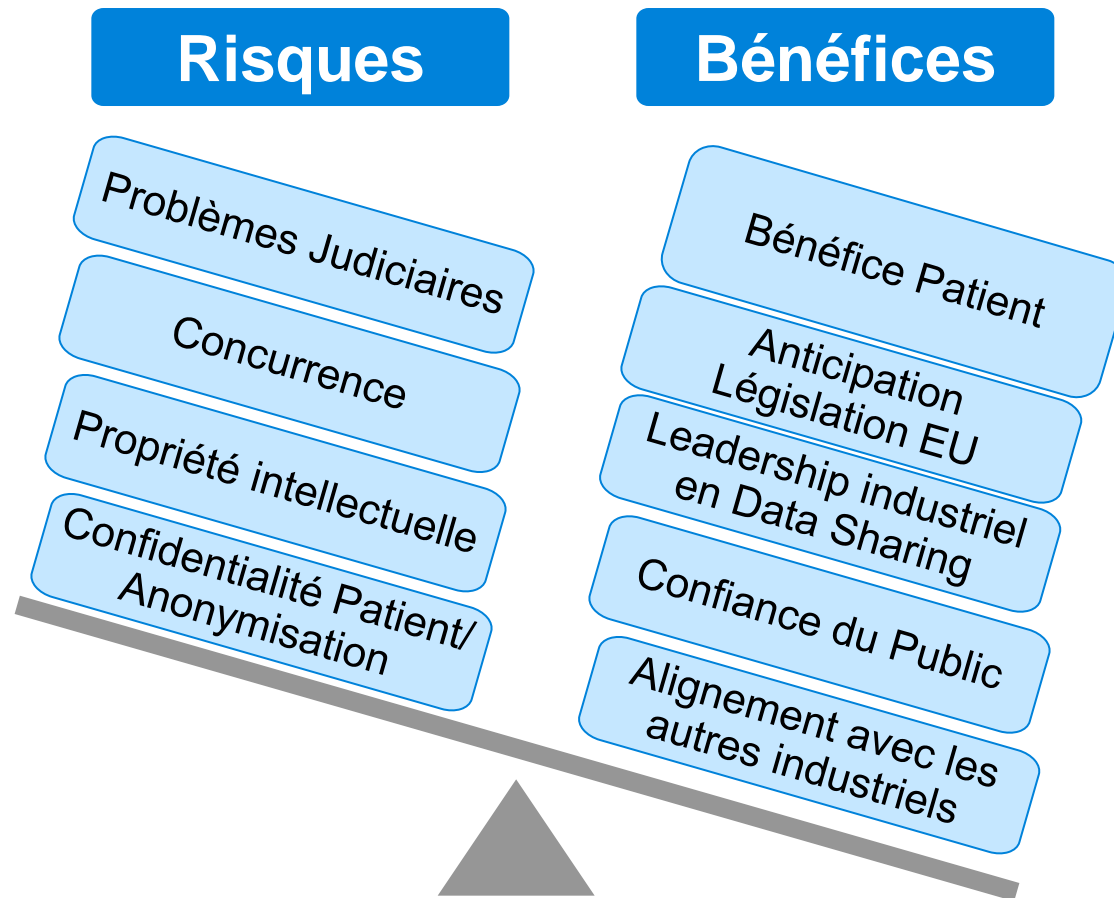 Risques
Bénéfices
Problèmes Judiciaires
Concurrence
Propriété intellectuelle
Confidentialité Patient/
Anonymisation
Bénéfice Patient
Anticipation
Législation EU
Leadership industriel
en Data Sharing
Confiance du Public
Alignement avec les
autres industriels